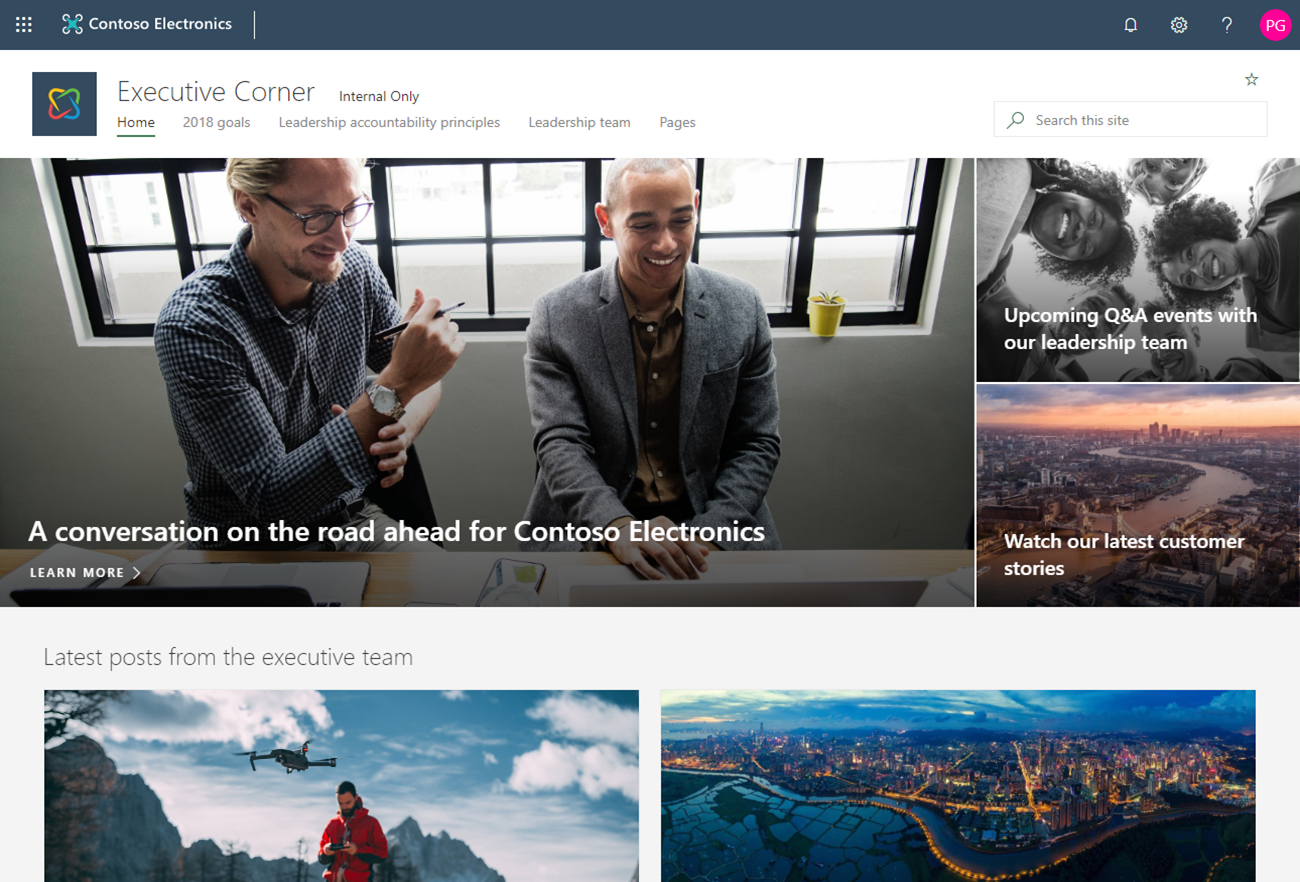 Contoso Electronics
?
PG
Executive Corner
Internal Only
Home
2018 goals
Leadership accountability principles
Leadership team
Pages
Search this site
Upcoming Q&A events with
our leadership team
A conversation on the road ahead for Contoso Electronics
LEARN MORE
Watch our latest customer
stories
Latest posts from the executive team